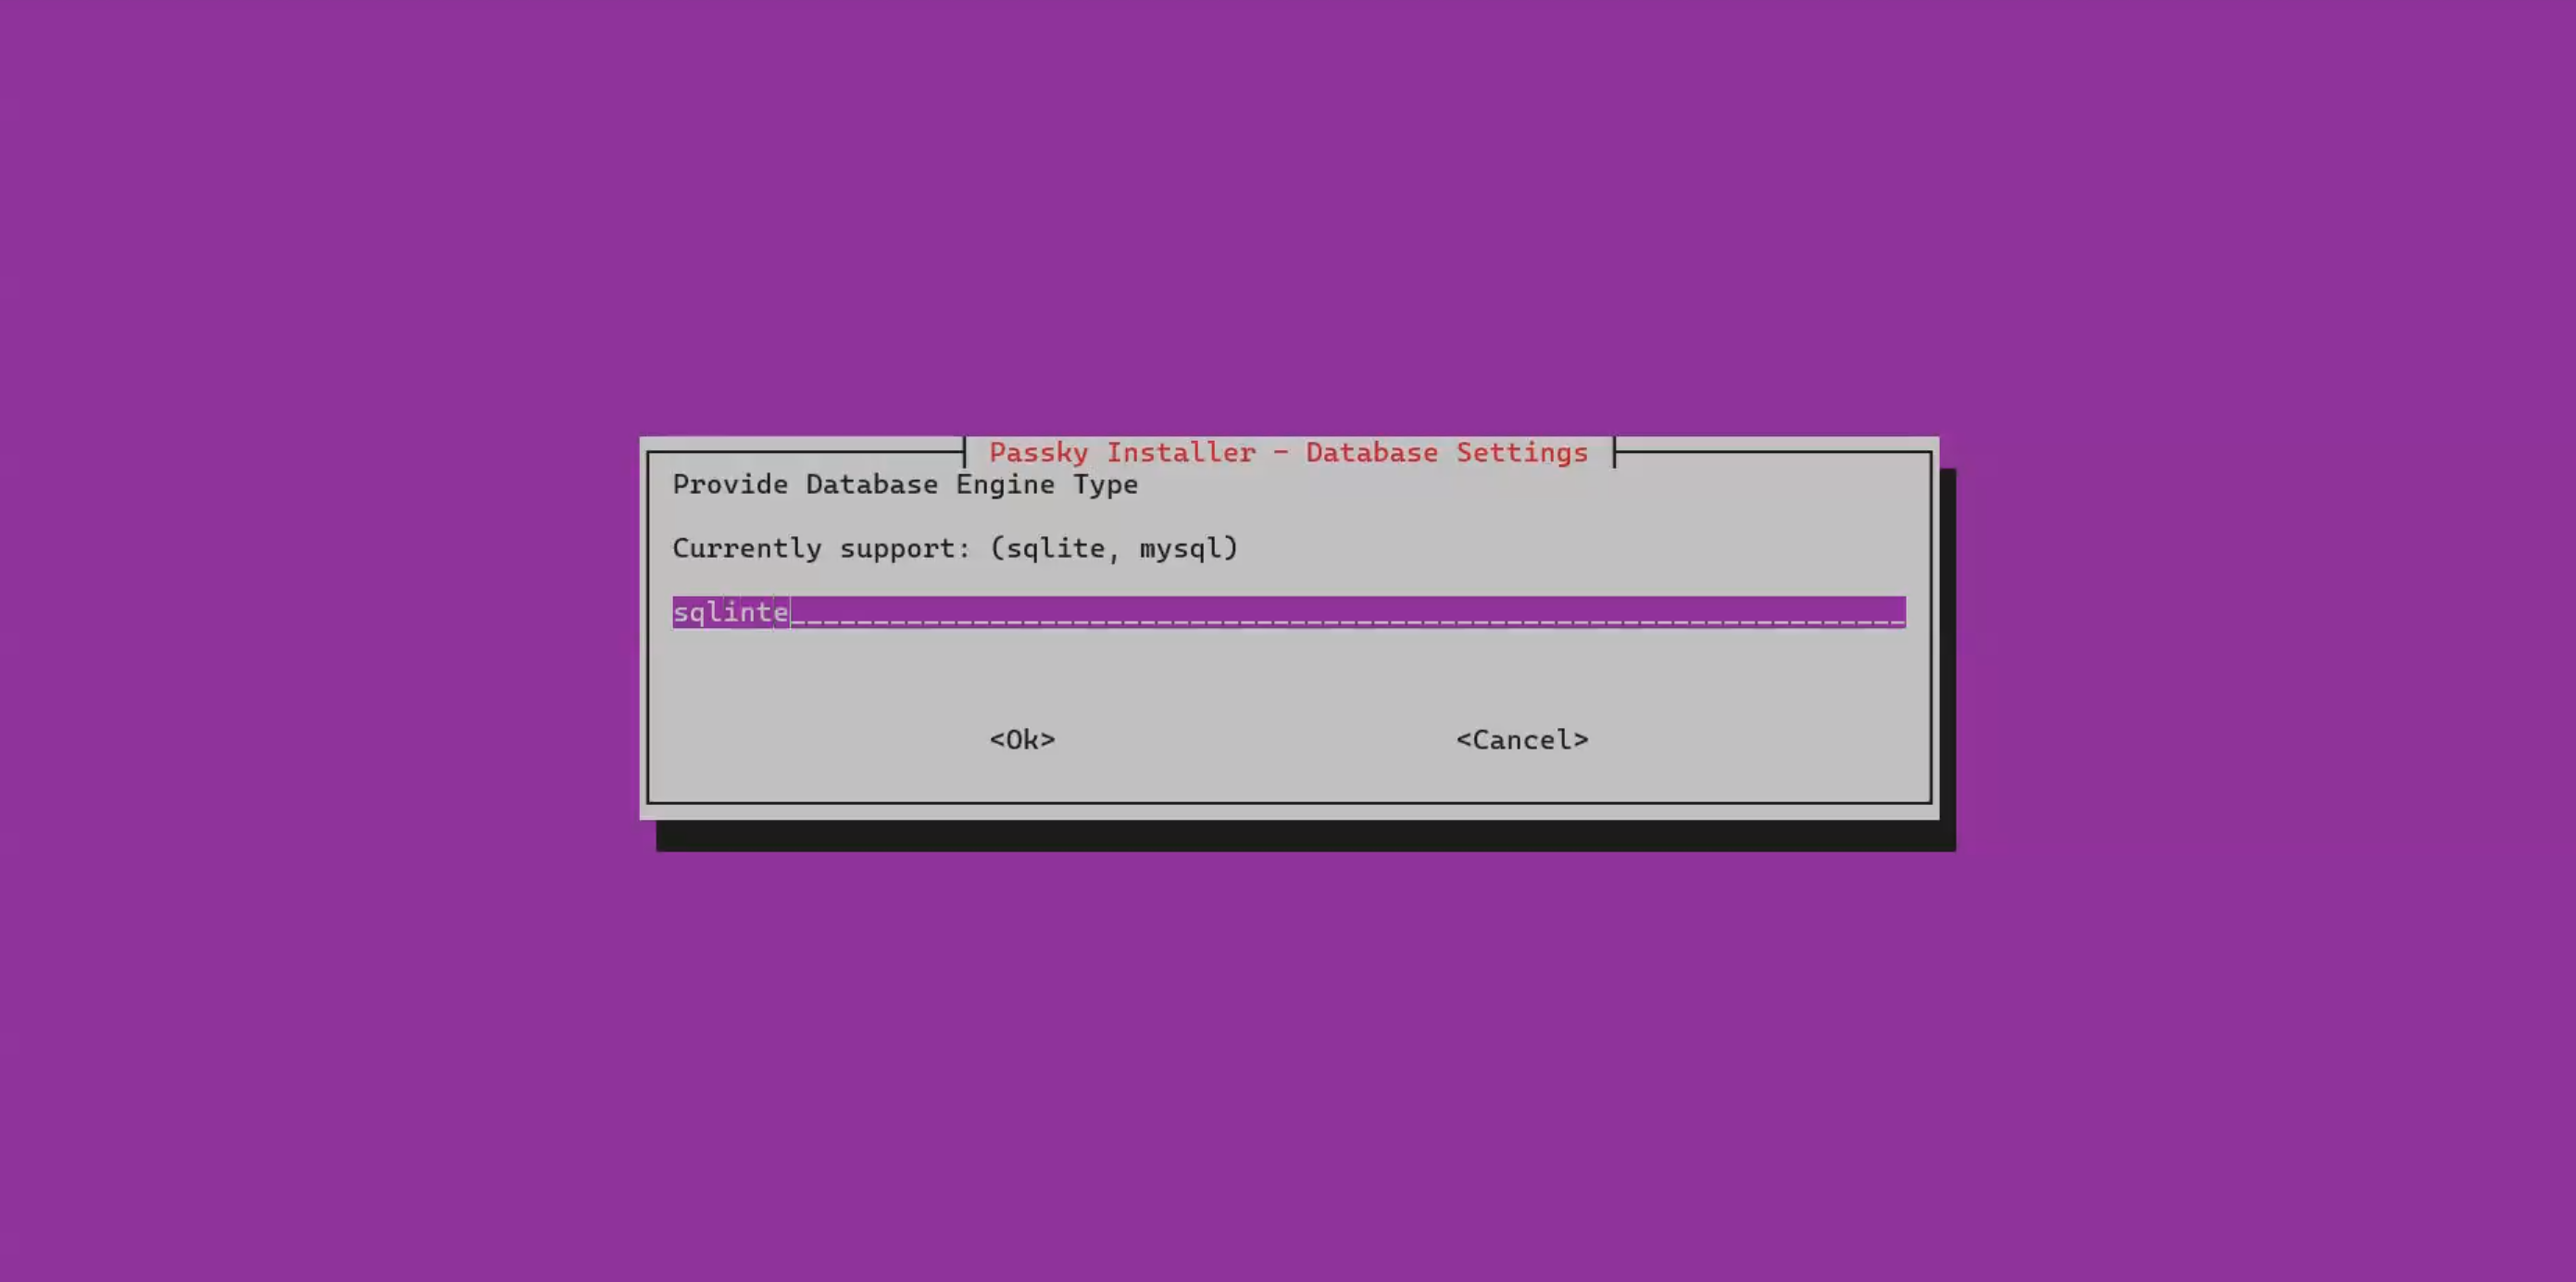 Passky Installer - Database Settings
Provide Database Engine Type
Currently support: (sqlite, mysql)
sqlinte
<Ok> <Cancel>